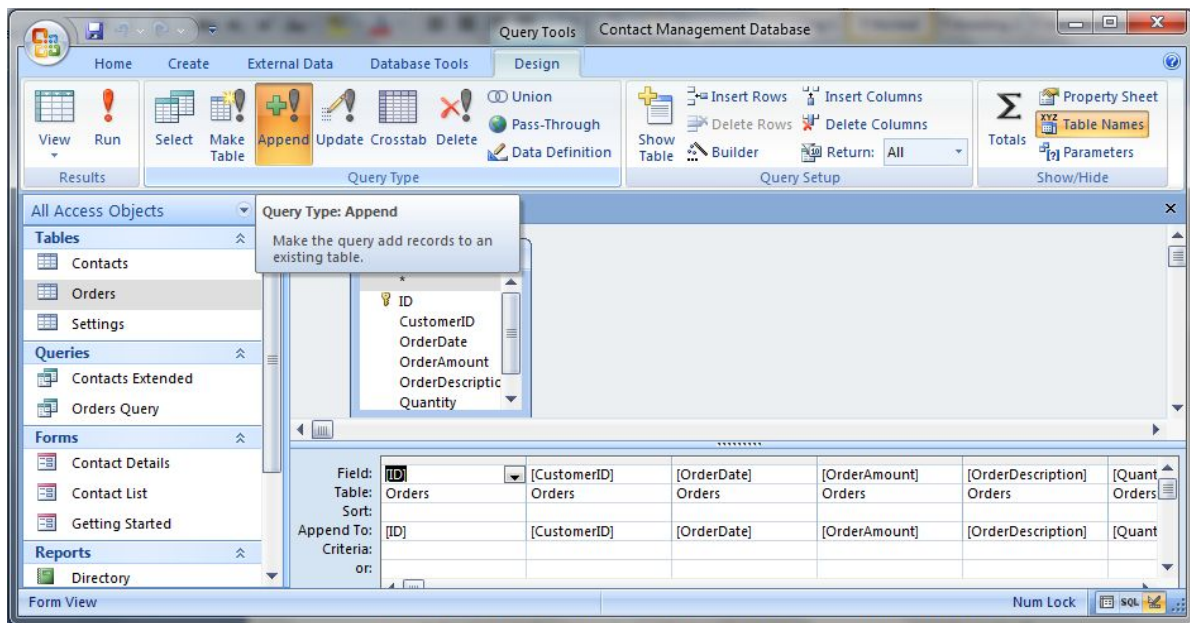 Query Tools Contact Management Database
Home Create External Data Database Tools Design
View Run Select Make Table Append Update Crosstab Delete
Union
Pass-Through
Data Definition
Show Table
Insert Rows
Delete Rows
Builder
Insert Columns
Delete Columns
Return: All
Totals
Property Sheet
XYZ Table Names
[?] Parameters
Results Query Type Query Setup Show/Hide
All Access Objects
Tables
Contacts
Orders
Settings
Queries
Contacts Extended
Orders Query
Forms
Contact Details
Contact List
Getting Started
Reports
Directory
Query Type: Append
Make the query add records to an
existing table.
*
ID
CustomerID
OrderDate
OrderAmount
OrderDescriptic
Quantity
Field: [ID] [CustomerID] [OrderDate] [OrderAmount] [OrderDescription] [Quant
Table: Orders Orders Orders Orders Orders Orders
Sort:
Append To: [ID] [CustomerID] [OrderDate] [OrderAmount] [OrderDescription] [Quant
Criteria:
or:
Form View Num Lock SQL